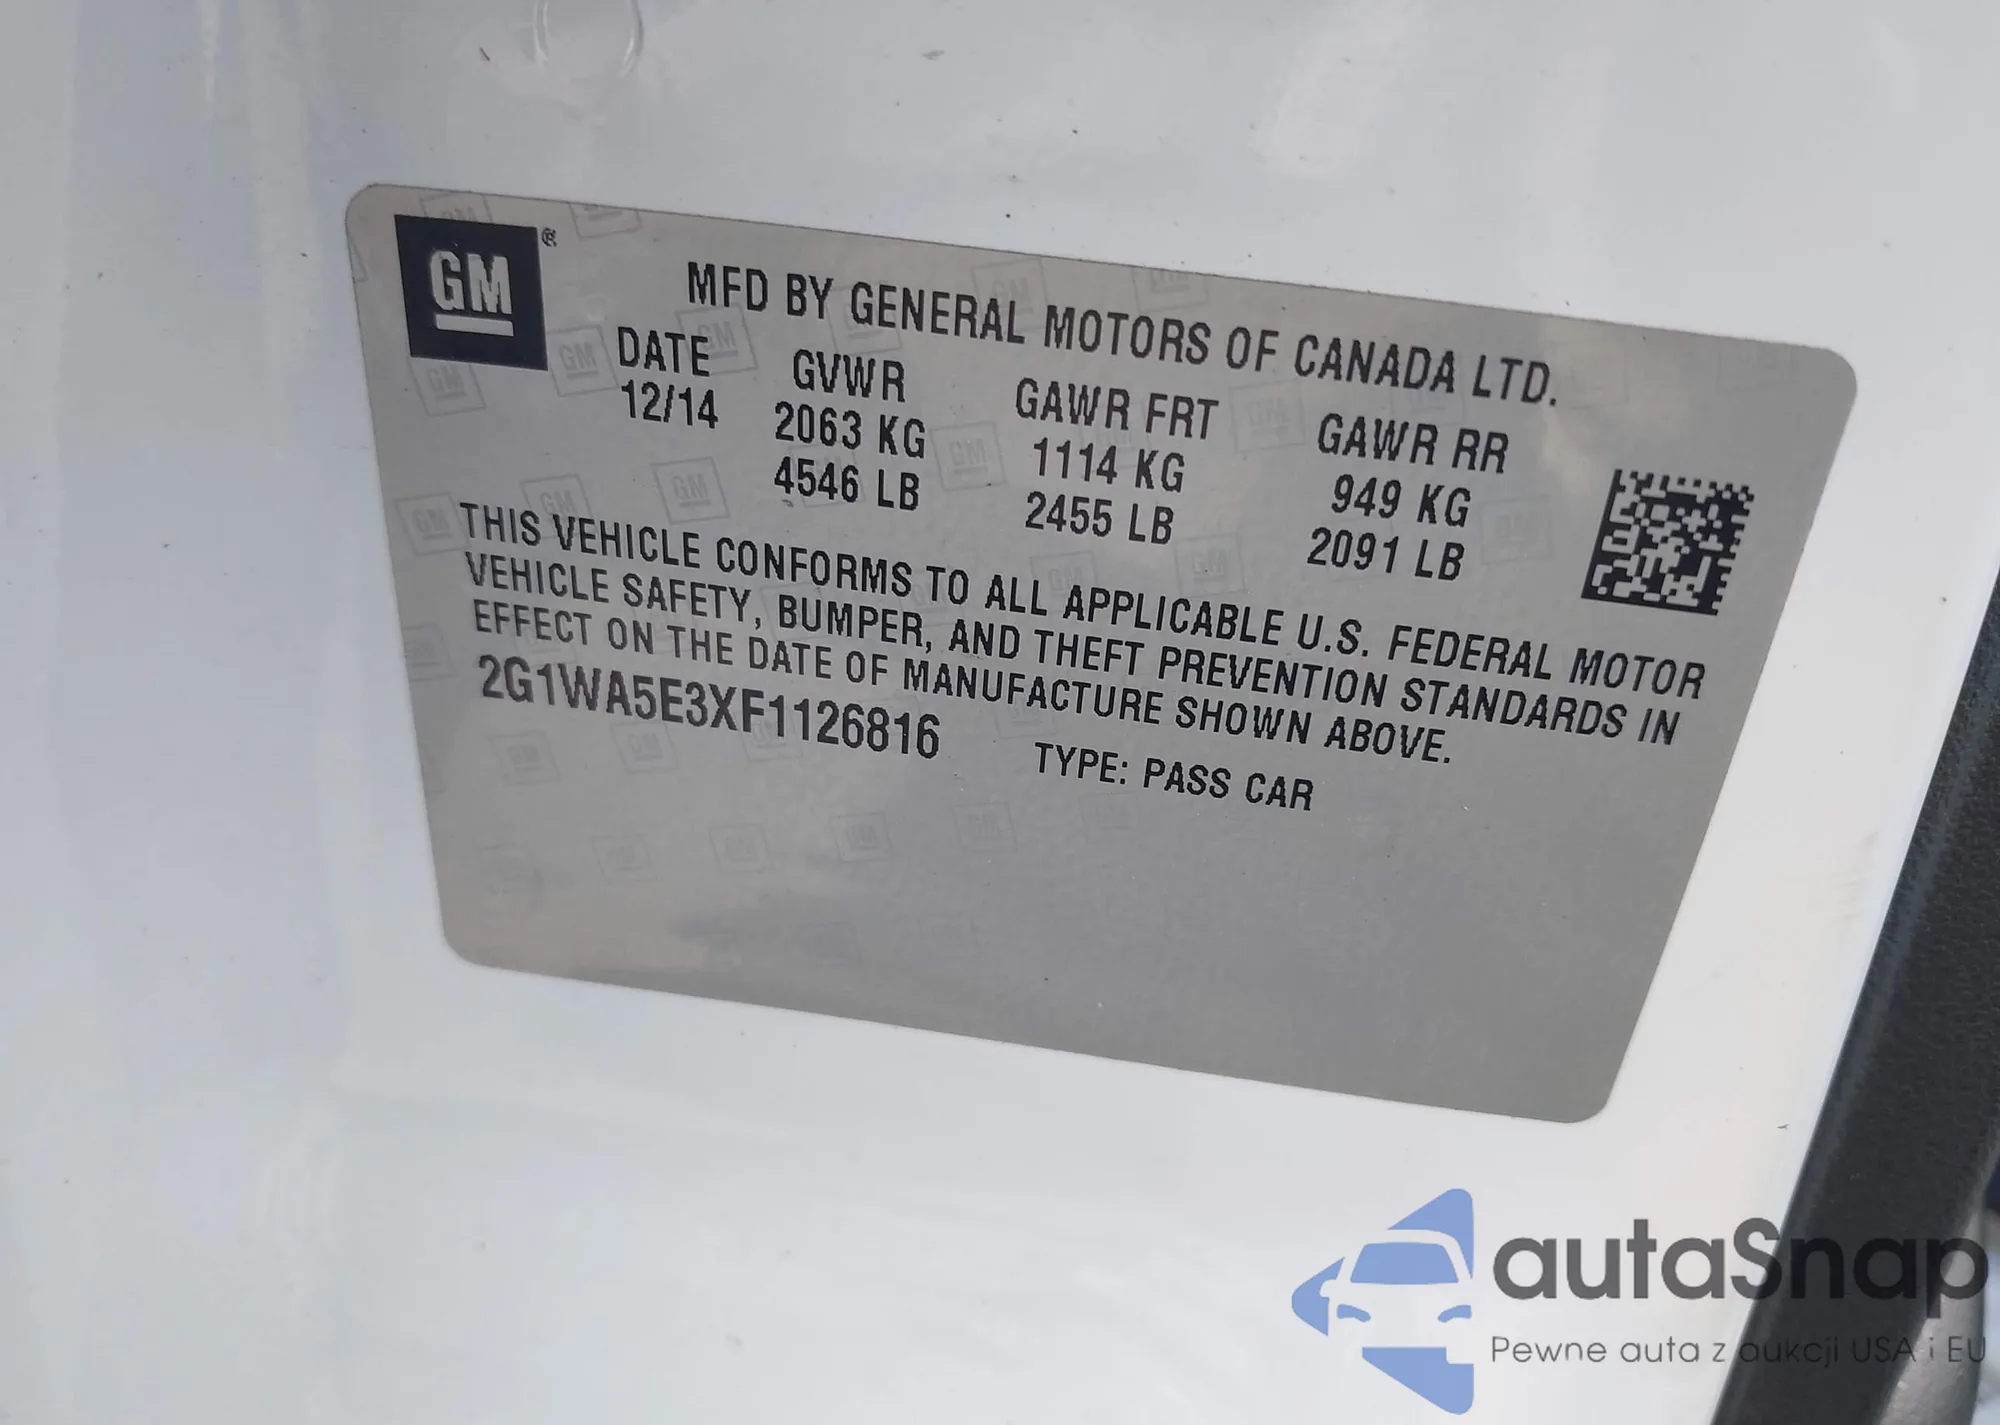 GM®
MFD BY GENERAL MOTORS OF CANADA LTD.
DATE GVWR GAWR FRT GAWR RR
12/14 2063 KG 1114 KG 949 KG
4546 LB 2455 LB 2091 LB
THIS VEHICLE CONFORMS TO ALL APPLICABLE U.S. FEDERAL MOTOR
VEHICLE SAFETY, BUMPER, AND THEFT PREVENTION STANDARDS IN
EFFECT ON THE DATE OF MANUFACTURE SHOWN ABOVE.
2G1WA5E3XF1126816 TYPE: PASS CAR
autaSnap
Pewne auta z aukcji USA i EU